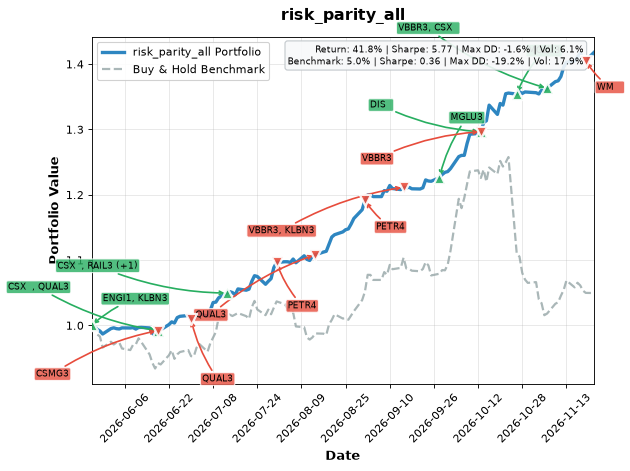 risk_parity_all
VBBR3, CSX
risk_parity_all Portfolio
Buy & Hold Benchmark
Return: 41.8% | Sharpe: 5.77 | Max DD: -1.6% | Vol: 6.1%
Benchmark: 5.0% | Sharpe: 0.36 | Max DD: -19.2% | Vol: 17.9%
WM
DIS
MGLU3
VBBR3
VBBR3, KLBN3
PETR4
CSX , RAIL3 (+1)
CSX , QUAL3
ENGI1, KLBN3
QUAL3
PETR4
CSMG3
QUAL3
Portfolio Value
1.4
1.3
1.2
1.1
1.0
2026-06-06
2026-06-22
2026-07-08
2026-07-24
2026-08-09
2026-08-25
2026-09-10
2026-09-26
2026-10-12
2026-10-28
2026-11-13
Date